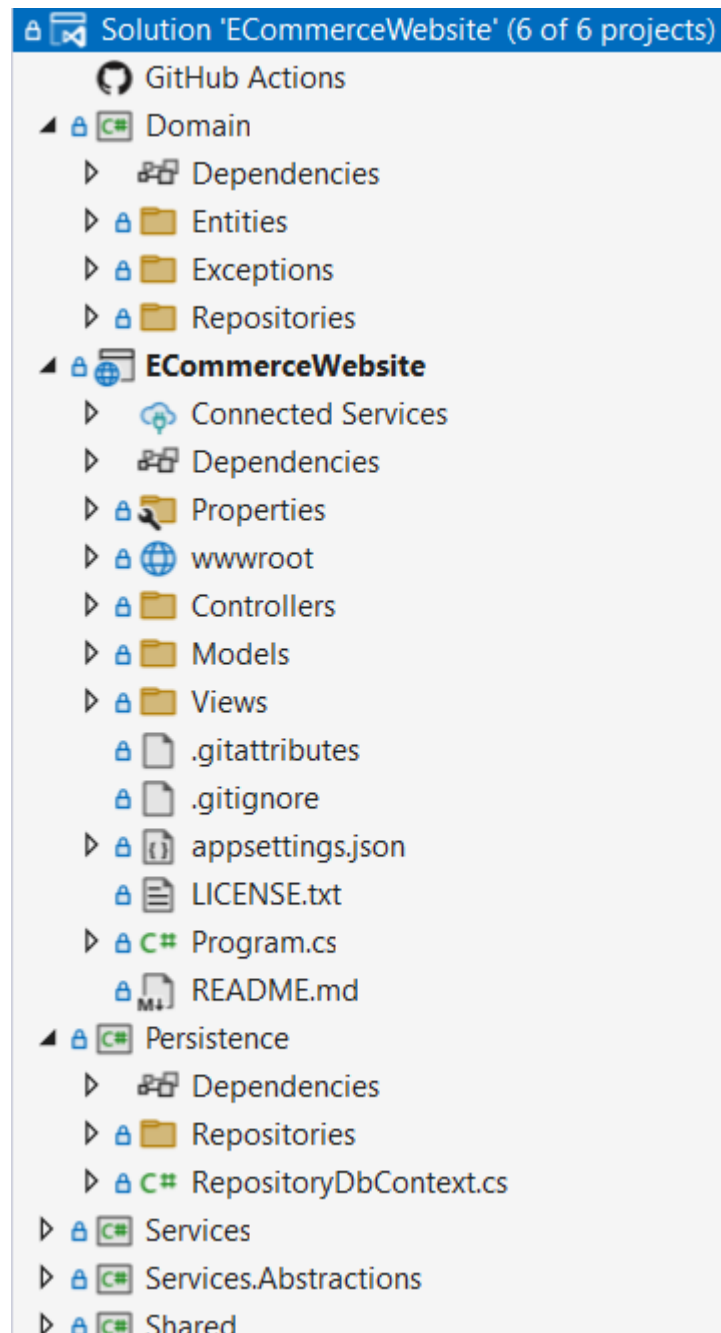 Solution 'ECommerceWebsite' (6 of 6 projects)
GitHub Actions
C# Domain
Dependencies
Entities
Exceptions
Repositories
ECommerceWebsite
Connected Services
Dependencies
Properties
wwwroot
Controllers
Models
Views
.gitattributes
.gitignore
appsettings.json
LICENSE.txt
C# Program.cs
M↓ README.md
C# Persistence
Dependencies
Repositories
C# RepositoryDbContext.cs
C# Services
C# Services.Abstractions
C# Shared